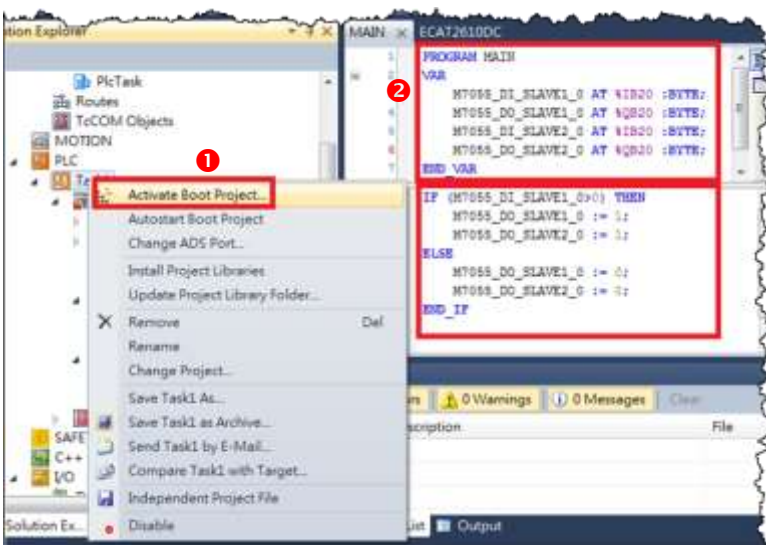 tion Explorer
MAIN
ECAT2610DC
PlcTask
Routes
TcCOM Objects
MOTION
PLC
1
Activate Boot Project...
Autostart Boot Project
Change ADS Port...
Install Project Libraries
Update Project Library Folder...
Remove Del
Rename
Change Project...
Save Task1 As...
Save Task1 as Archive...
Send Task1 by E-Mail...
Compare Task1 with Target...
Independent Project File
Disable
SAFE
C++
I/O
Solution Ex...
2
PROGRAM MAIN
VAR
M7055_DI_SLAVE1_0 AT %IB20 :BYTE;
M7055_DO_SLAVE1_0 AT %QB20 :BYTE;
M7055_DI_SLAVE2_0 AT %IB20 :BYTE;
M7055_DO_SLAVE2_0 AT %QB20 :BYTE;
END_VAR
IF (M7055_DI_SLAVE1_0>0) THEN
M7055_DO_SLAVE1_0 := 1;
M7055_DO_SLAVE2_0 := 1;
ELSE
M7055_DO_SLAVE1_0 := 0;
M7055_DO_SLAVE2_0 := 0;
END_IF
0 Warnings
0 Messages
Clear
scription
File
List
Output